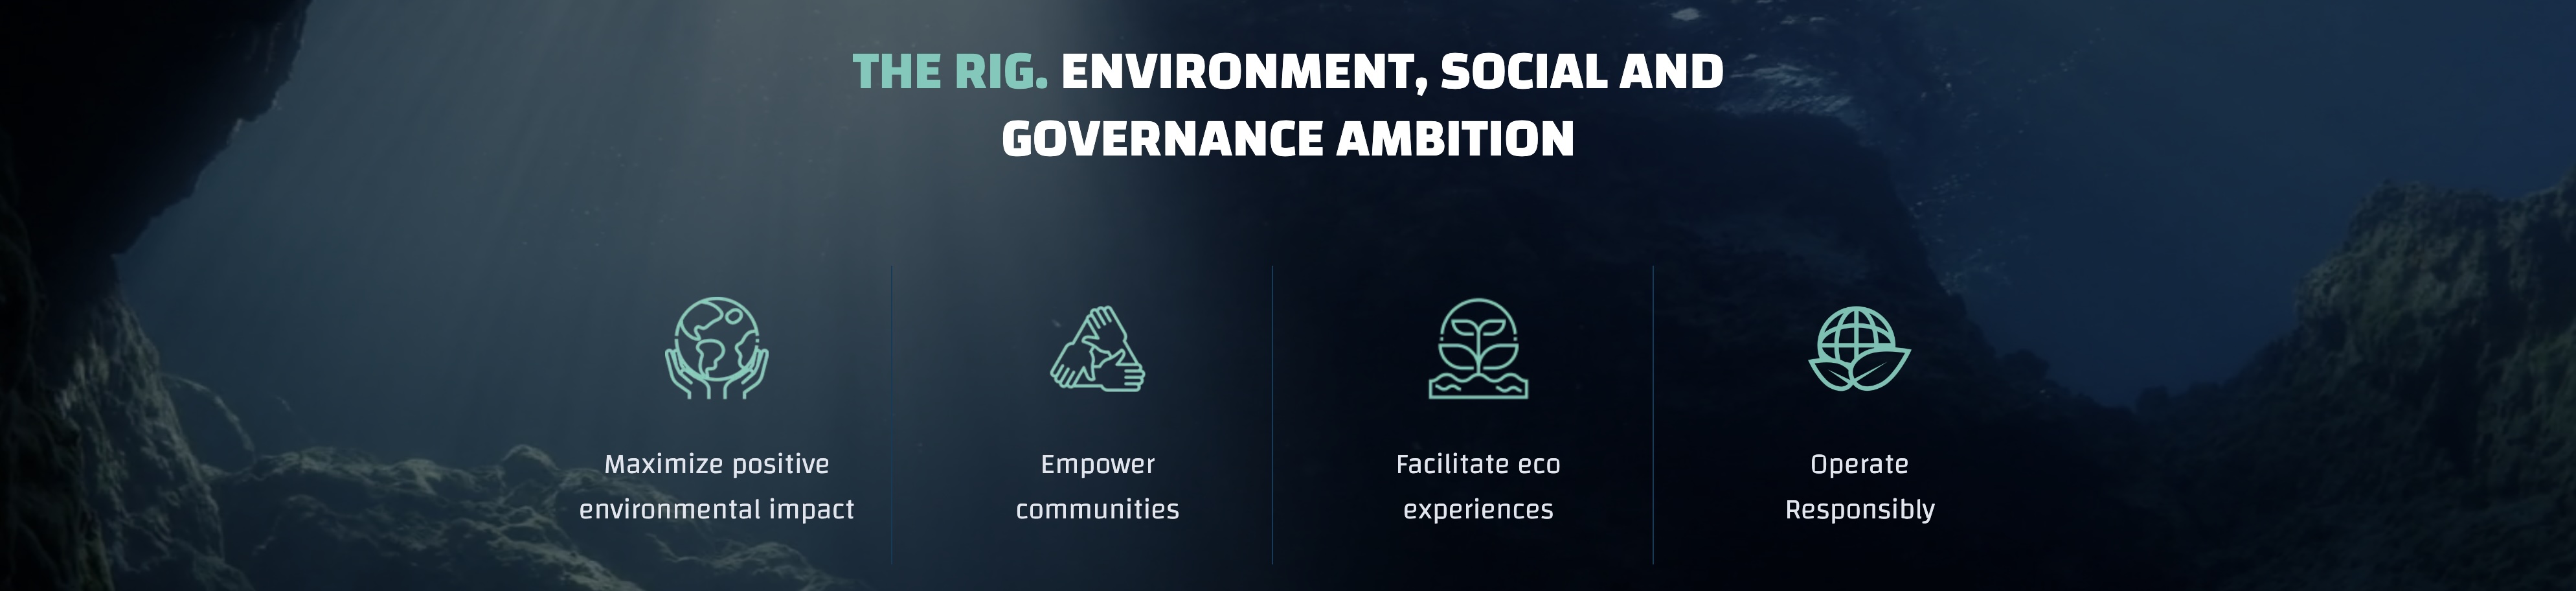 THE RIG. ENVIRONMENT, SOCIAL AND
GOVERNANCE AMBITION
Maximize positive
environmental impact
Empower
communities
Facilitate eco
experiences
Operate
Responsibly